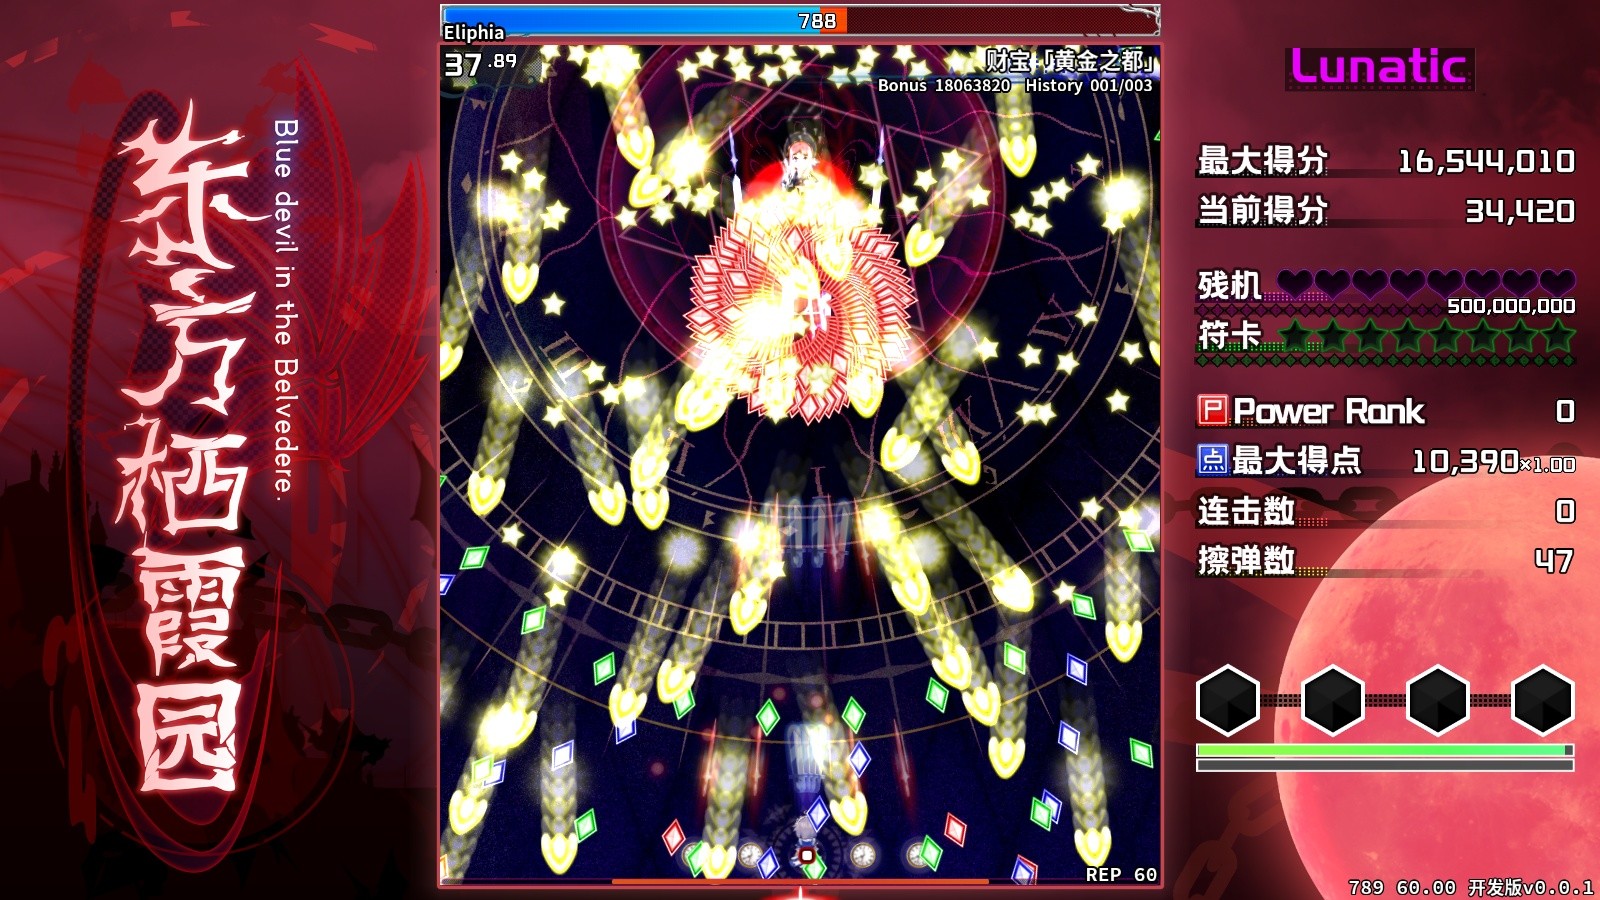 东方栖霞园
Blue devil in the Belvedere.
788
Eliphia
37.89
财宝「黄金之都」
Bonus 18063820 History 001/003
REP 60
Lunatic
最大得分 16,544,010
当前得分 34,420
残机
500,000,000
符卡
P Power Rank 0
点 最大得点 10,390×1.00
连击数 0
擦弹数 47
789 60.00 开发版v0.0.1